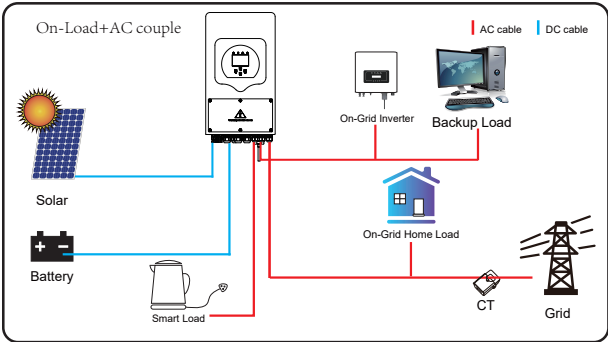 On-Load+AC couple
AC cable
DC cable
On-Grid Inverter
Backup Load
Solar
On-Grid Home Load
Battery
Smart Load
CT
Grid